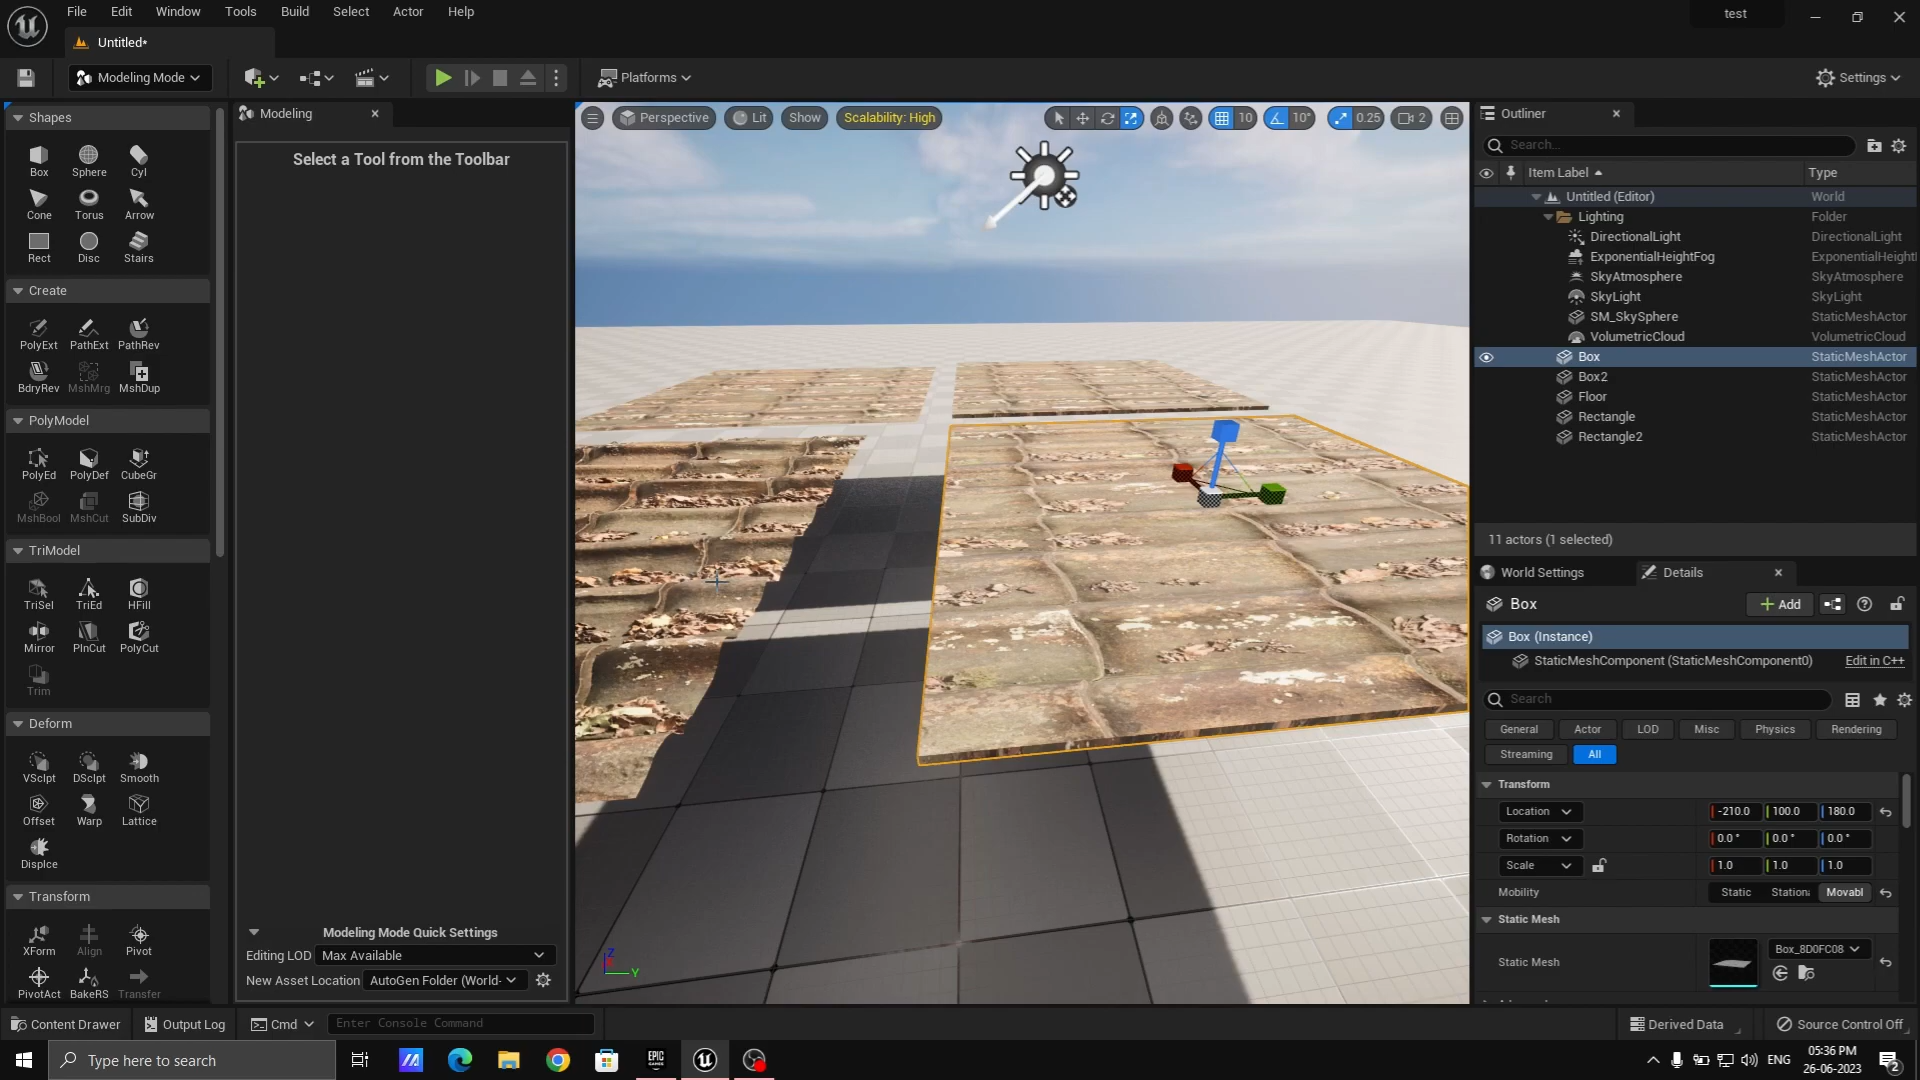 File Edit Window Tools Build Select Actor Help
test
Untitled*
Modeling Mode
Platforms
Settings
Shapes
Box Sphere Cyl
Cone Torus Arrow
Rect Disc Stairs
Create
PolyExt PathExt PathRev
BdryRev MshMrg MshDup
PolyModel
PolyEd PolyDef CubeGr
MshBool MshCut SubDiv
TriModel
TriSel TriEd HFill
Mirror PlnCut PolyCut
Trim
Deform
VSclpt DSclpt Smooth
Offset Warp Lattice
Displce
Transform
XForm Align Pivot
PivotAct BakeRS Transfer
Modeling
Select a Tool from the Toolbar
Modeling Mode Quick Settings
Editing LOD Max Available
New Asset Location AutoGen Folder (World-
Perspective Lit Show Scalability: High
10 10° 0.25 2
Z
Y
Outliner
Search...
Item Label Type
Untitled (Editor) World
Lighting Folder
DirectionalLight DirectionalLight
ExponentialHeightFog ExponentialHeight
SkyAtmosphere SkyAtmosphere
SkyLight SkyLight
SM_SkySphere StaticMeshActor
VolumetricCloud VolumetricCloud
Box StaticMeshActor
Box2 StaticMeshActor
Floor StaticMeshActor
Rectangle StaticMeshActor
Rectangle2 StaticMeshActor
11 actors (1 selected)
World Settings Details
Box Add
Box (Instance)
StaticMeshComponent (StaticMeshComponent0) Edit in C++
Search
General Actor LOD Misc Physics Rendering
Streaming All
Transform
Location -210.0 100.0 180.0
Rotation 0.0° 0.0° 0.0°
Scale 1.0 1.0 1.0
Mobility Static Station Movabl
Static Mesh
Static Mesh Box_8D0FC08
Content Drawer Output Log Cmd Enter Console Command
Derived Data Source Control Off
Type here to search
EPIC GAMES
ENG
05:36 PM
26-06-2023
2